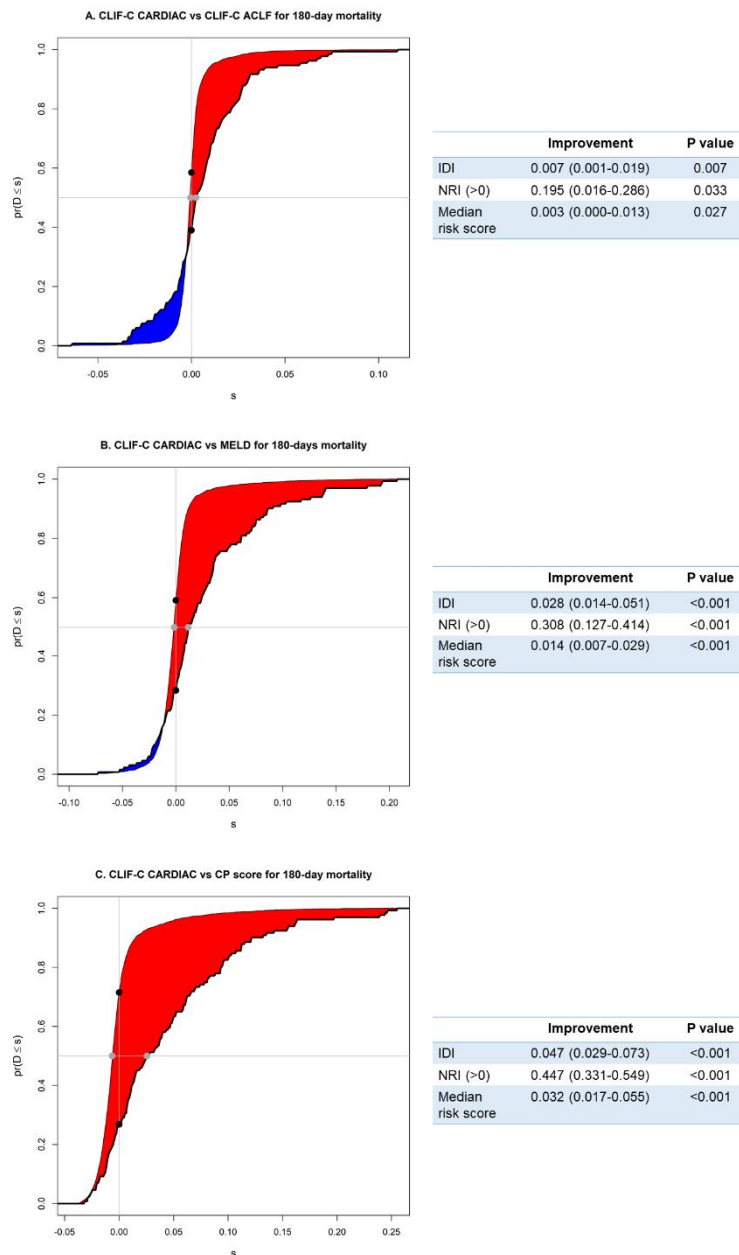 A. CLIF-C CARDIAC vs CLIF-C ACLF for 180-day mortality
pr(D ≤ s)
1.0
0.8
0.6
0.4
0.2
0.0
-0.05 0.00 0.05 0.10
s
Improvement P value
IDI 0.007 (0.001-0.019) 0.007
NRI (>0) 0.195 (0.016-0.286) 0.033
Median 0.003 (0.000-0.013) 0.027
risk score
B. CLIF-C CARDIAC vs MELD for 180-days mortality
pr(D ≤ s)
1.0
0.8
0.6
0.4
0.2
0.0
-0.10 -0.05 0.00 0.05 0.10 0.15 0.20
s
Improvement P value
IDI 0.028 (0.014-0.051) <0.001
NRI (>0) 0.308 (0.127-0.414) <0.001
Median 0.014 (0.007-0.029) <0.001
risk score
C. CLIF-C CARDIAC vs CP score for 180-day mortality
pr(D ≤ s)
1.0
0.8
0.6
0.4
0.2
0.0
-0.05 0.00 0.05 0.10 0.15 0.20 0.25
s
Improvement P value
IDI 0.047 (0.029-0.073) <0.001
NRI (>0) 0.447 (0.331-0.549) <0.001
Median 0.032 (0.017-0.055) <0.001
risk score